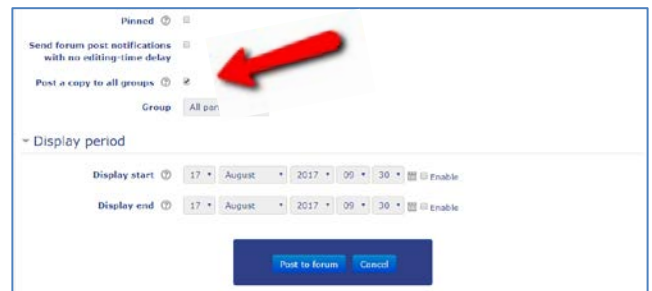 Pinned
Send forum post notifications
with no editing-time delay
Post a copy to all groups
Group All par
Display period
Display start 17 August 2017 09 30 Enable
Display end 17 August 2017 09 30 Enable
Post to forum Cancel